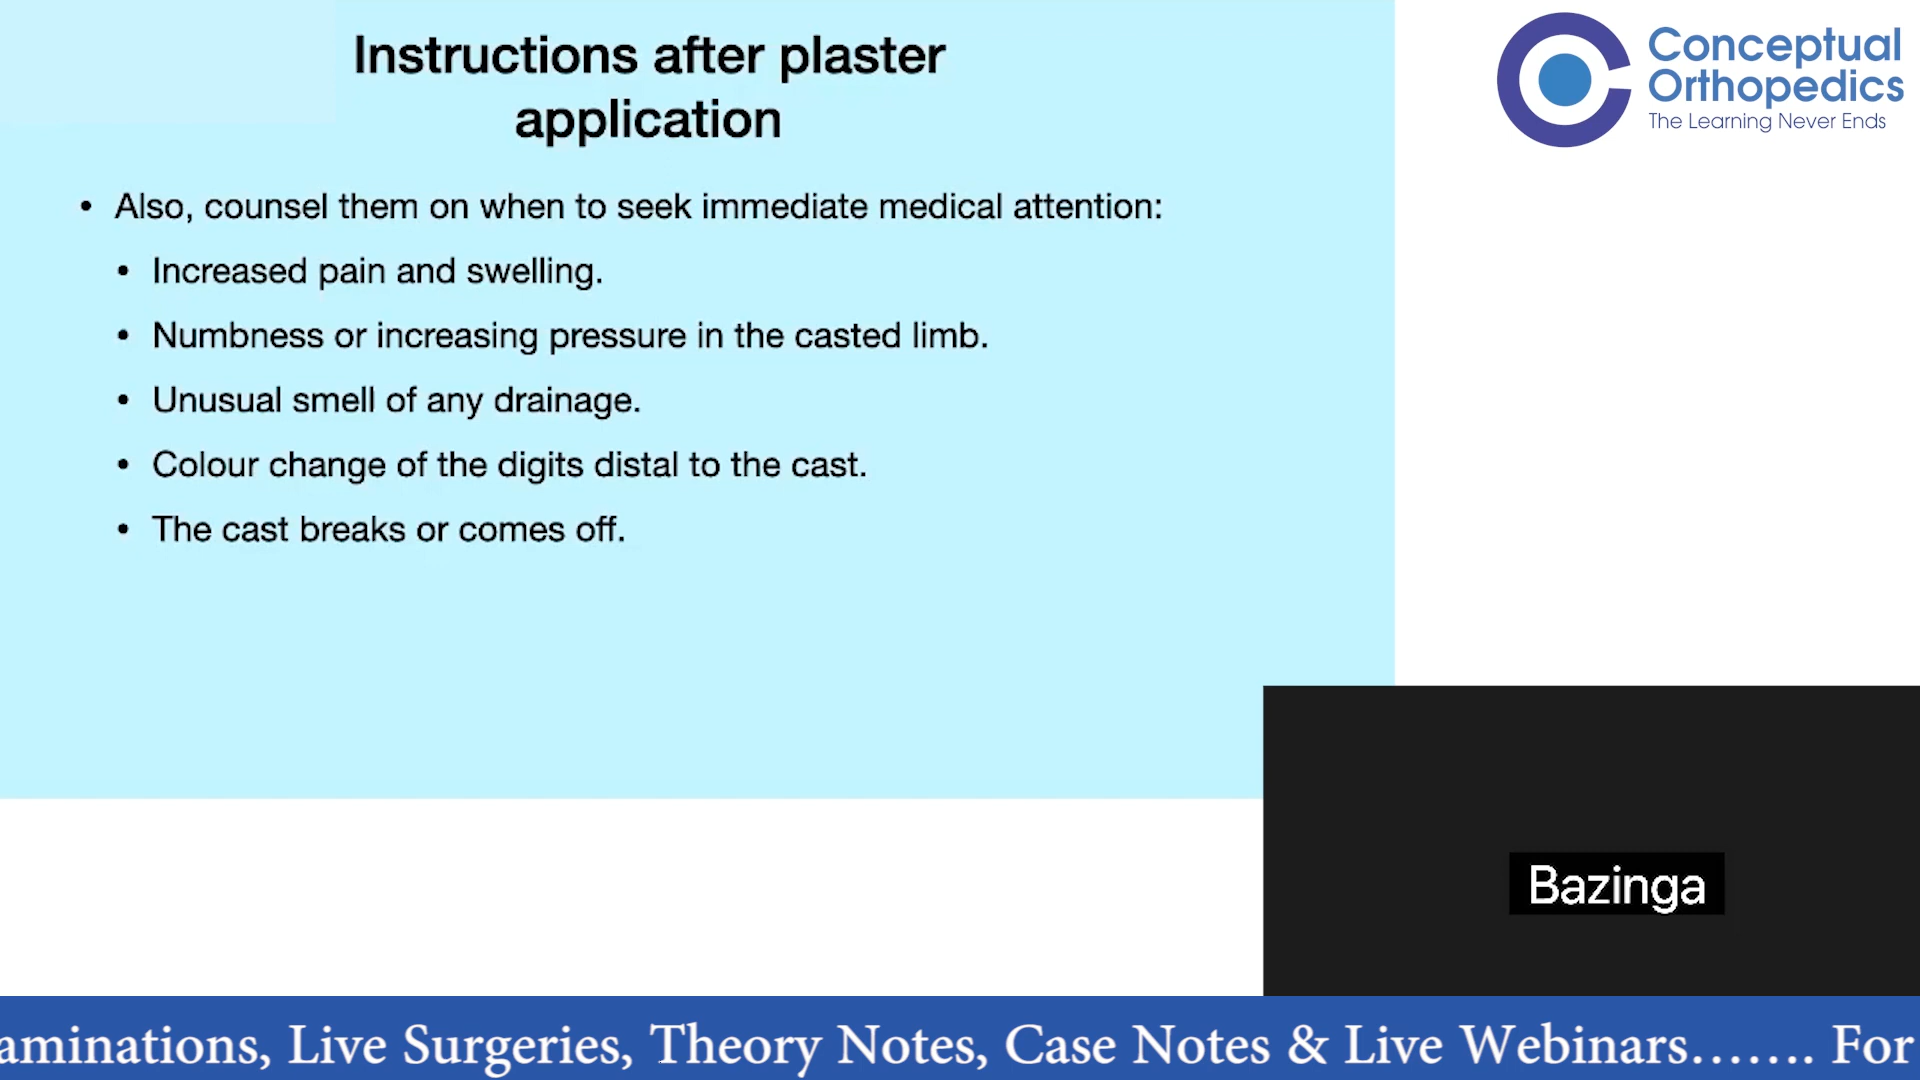 Instructions after plaster
application
• Also, counsel them on when to seek immediate medical attention:
• Increased pain and swelling.
• Numbness or increasing pressure in the casted limb.
• Unusual smell of any drainage.
• Colour change of the digits distal to the cast.
• The cast breaks or comes off.
Conceptual
Orthopedics
The Learning Never Ends
Bazinga
aminations, Live Surgeries, Theory Notes, Case Notes & Live Webinars....... For